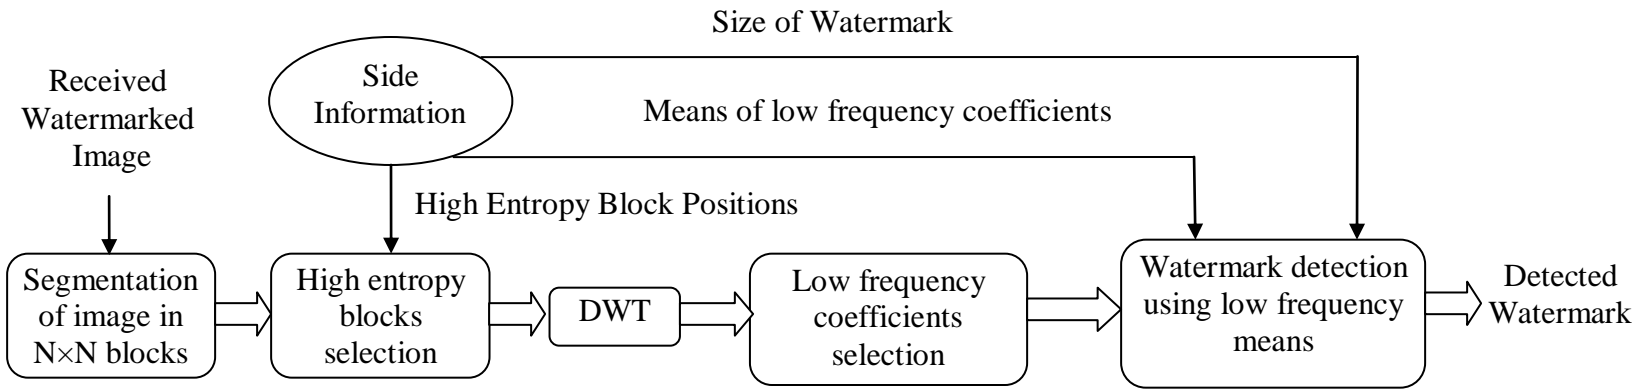 Size of Watermark
Received
Watermarked
Image
Side
Information
Means of low frequency coefficients
High Entropy Block Positions
Segmentation
of image in
N×N blocks
High entropy
blocks
selection
DWT
Low frequency
coefficients
selection
Watermark detection
using low frequency
means
Detected
Watermark